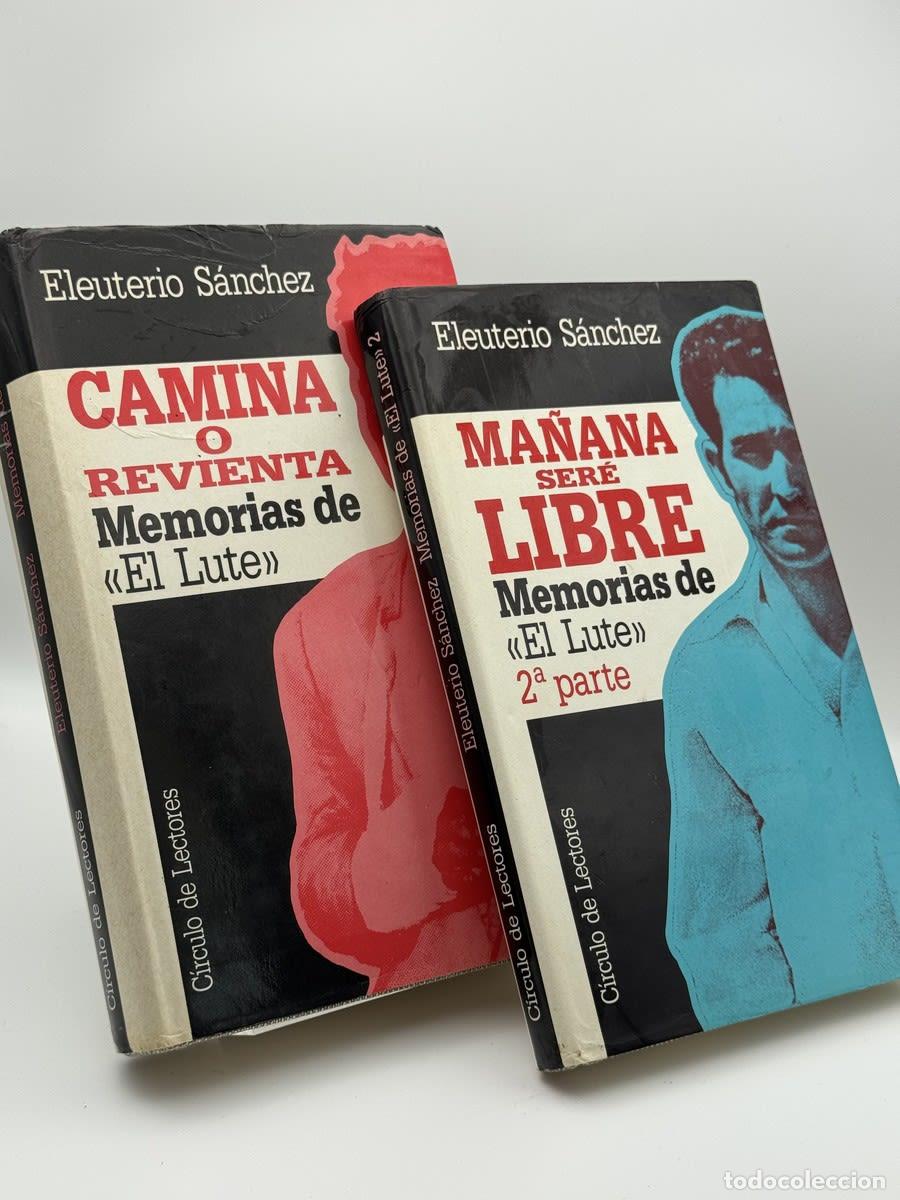 Eleuterio Sánchez
CAMINA
O
REVIENTA
Memorias de
«El Lute»
Círculo de Lectores
Círculo de Lectores
Eleuterio Sánchez
Memorias
Eleuterio Sánchez
MAÑANA
SERÉ
LIBRE
Memorias de
«El Lute»
2ª parte
Círculo de Lectores
Círculo de Lectores
Eleuterio Sánchez
Memorias de «El Lute» 2
todocoleccion